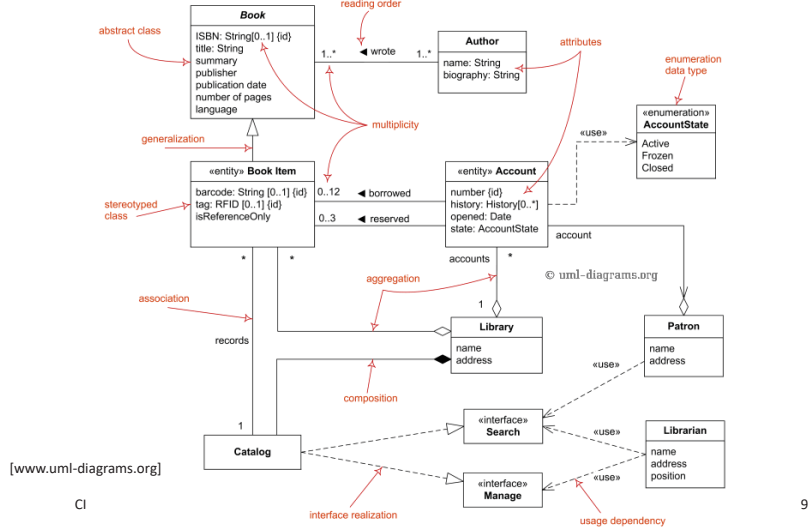 reading order
Book
abstract class
ISBN: String[0..1] {id}
title: String
summary
publisher
publication date
number of pages
language
1..*
◄ wrote
1..*
Author
name: String
biography: String
attributes
enumeration
data type
multiplicity
generalization
«use»
«enumeration»
AccountState
Active
Frozen
Closed
«entity» Book Item
barcode: String [0..1] {id}
tag: RFID [0..1] {id}
isReferenceOnly
stereotyped
class
0..12
◄ borrowed
0..3
◄ reserved
«entity» Account
number {id}
history: History[0..*]
opened: Date
state: AccountState
account
accounts
*
*
*
© uml-diagrams.org
aggregation
association
1
Library
name
address
Patron
name
address
records
composition
«use»
«interface»
Search
«use»
Librarian
name
address
position
1
Catalog
«use»
«interface»
Manage
[www.uml-diagrams.org]
interface realization
usage dependency
CI
9